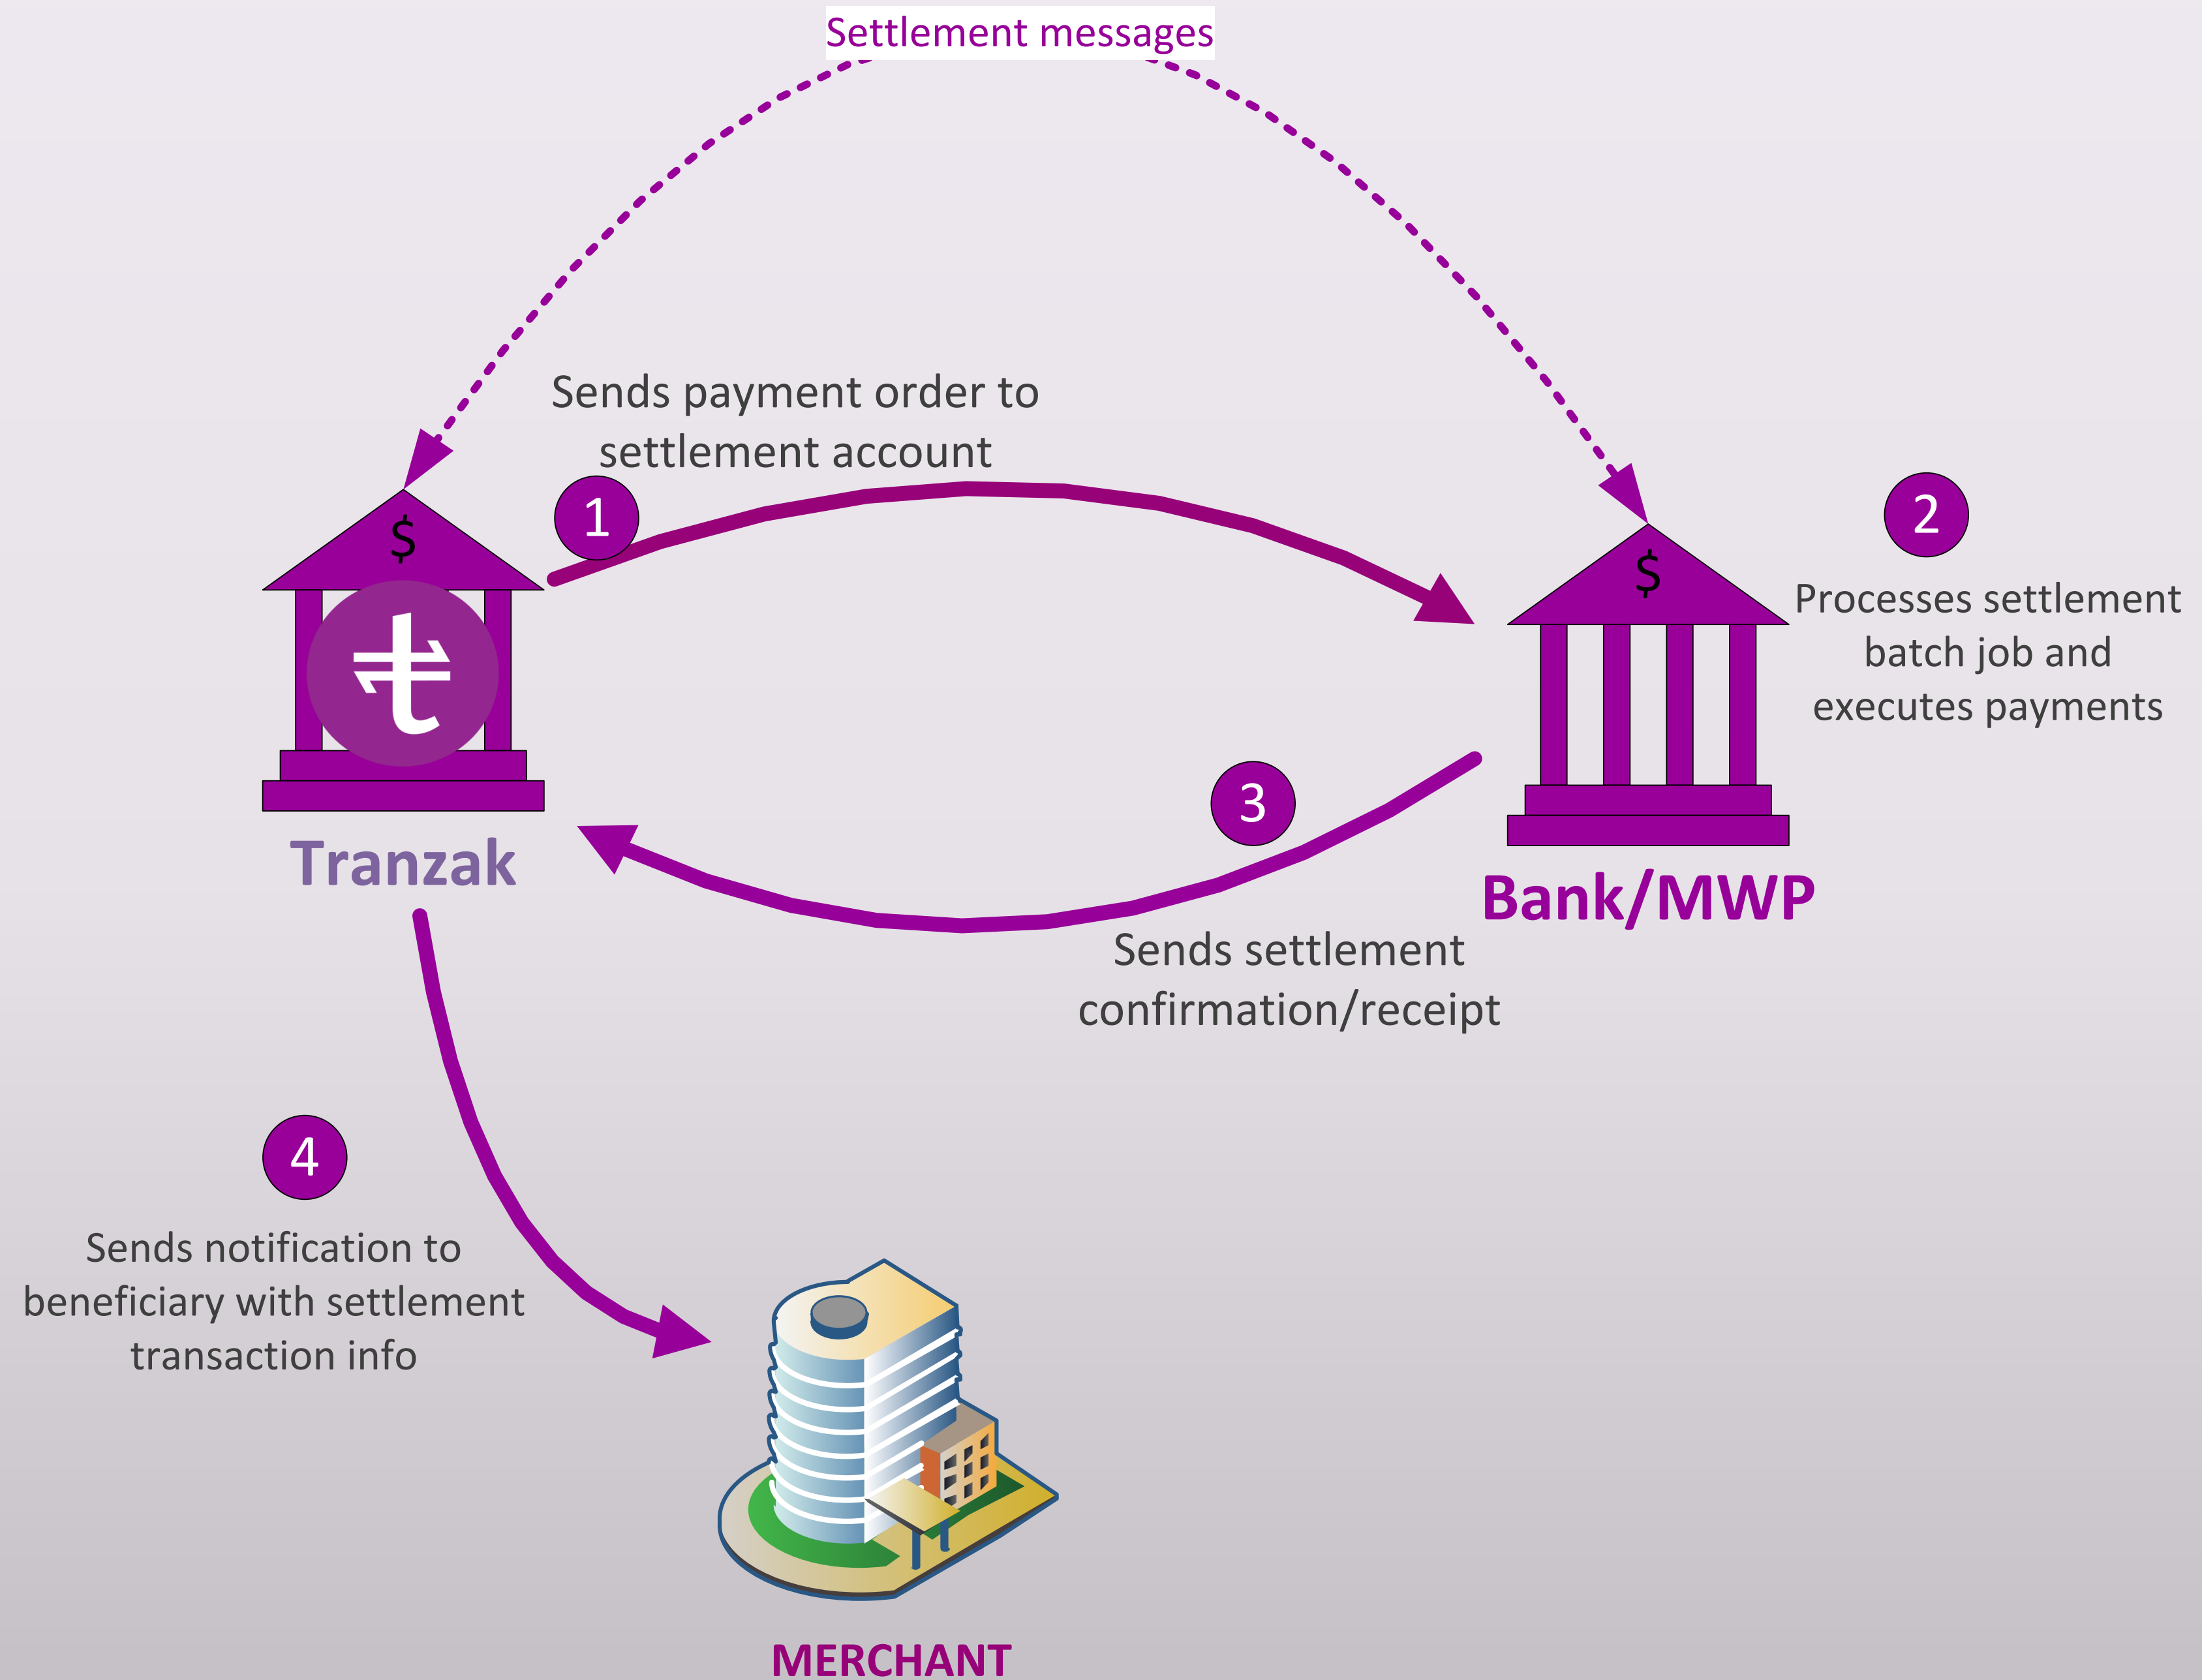 Settlement messages
Sends payment order to
settlement account
1
2
$
$
Processes settlement
batch job and
executes payments
3
Tranzak
Bank/MWP
Sends settlement
confirmation/receipt
4
Sends notification to
beneficiary with settlement
transaction info
MERCHANT